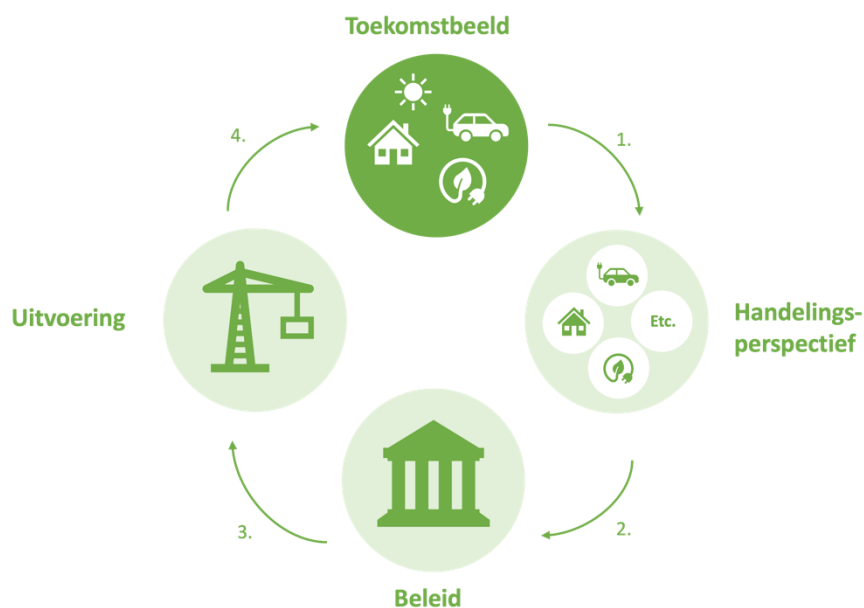 Toekomstbeeld
4.
1.
Uitvoering
Etc.
Handelings-
perspectief
3.
2.
Beleid